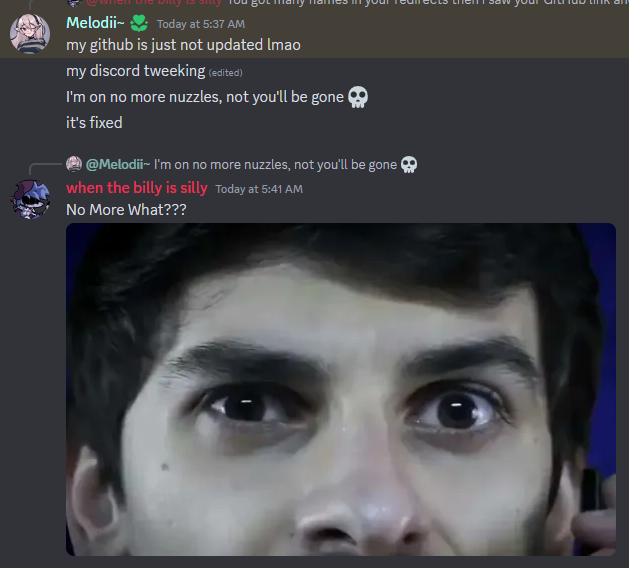 @when the billy is silly You got many names in your redirects then I saw your GitHub link and
Melodii~ Today at 5:37 AM
my github is just not updated lmao
my discord tweeking (edited)
I'm on no more nuzzles, not you'll be gone 💀
it's fixed
@Melodii~ I'm on no more nuzzles, not you'll be gone 💀
when the billy is silly Today at 5:41 AM
No More What???